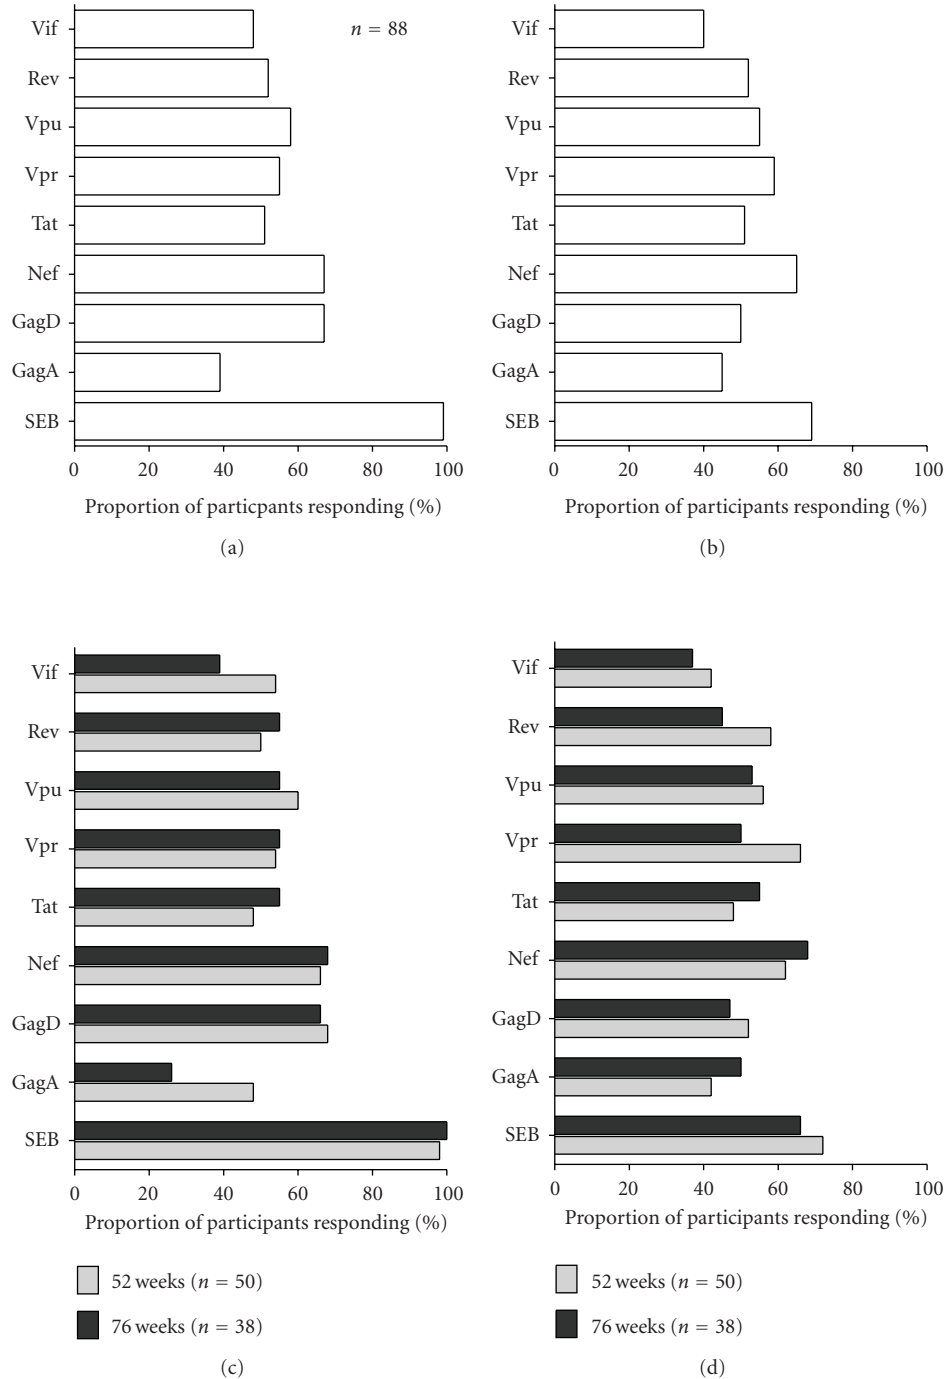 Vif
n = 88
Rev
Vpu
Vpr
Tat
Nef
GagD
GagA
SEB
0 20 40 60 80 100
Proportion of particpants responding (%)
(a)
Vif
Rev
Vpu
Vpr
Tat
Nef
GagD
GagA
SEB
0 20 40 60 80 100
Proportion of participants responding (%)
(b)
Vif
Rev
Vpu
Vpr
Tat
Nef
GagD
GagA
SEB
0 20 40 60 80 100
Proportion of participants responding (%)
52 weeks (n = 50)
76 weeks (n = 38)
(c)
Vif
Rev
Vpu
Vpr
Tat
Nef
GagD
GagA
SEB
0 20 40 60 80 100
Proportion of participants responding (%)
52 weeks (n = 50)
76 weeks (n = 38)
(d)